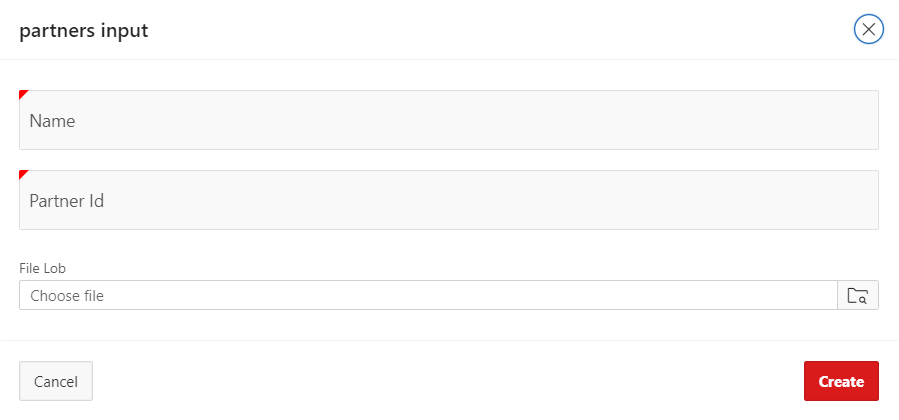 partners input
Name
Partner Id
File Lob
Choose file
Cancel
Create